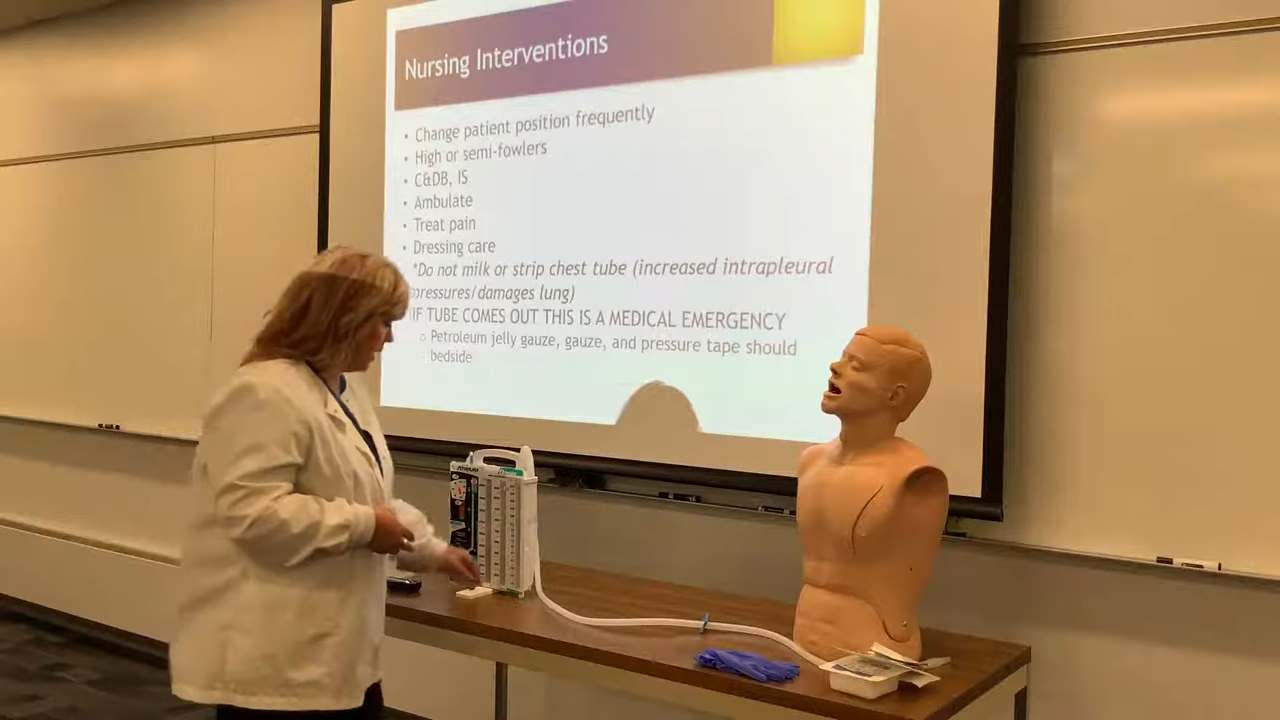 Nursing Interventions
• Change patient position frequently
• High or semi-fowlers
• C&DB, IS
• Ambulate
• Treat pain
• Dressing care
*Do not milk or strip chest tube (increased intrapleural
pressures/damages lung)
IF TUBE COMES OUT THIS IS A MEDICAL EMERGENCY
○ Petroleum jelly gauze, gauze, and pressure tape should
bedside
ATRIUM